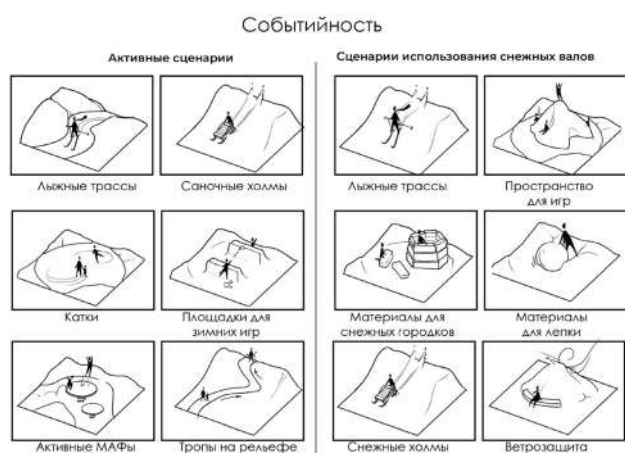 Событийность
Активные сценарии
Лыжные трассы
Саночные холмы
Катки
Площадки для
зимних игр
Активные МАФы
Тропы на рельефе
Сценарии использования снежных валов
Лыжные трассы
Пространство
для игр
Материалы для
снежных городков
Материалы
для лепки
Снежные холмы
Ветрозащита